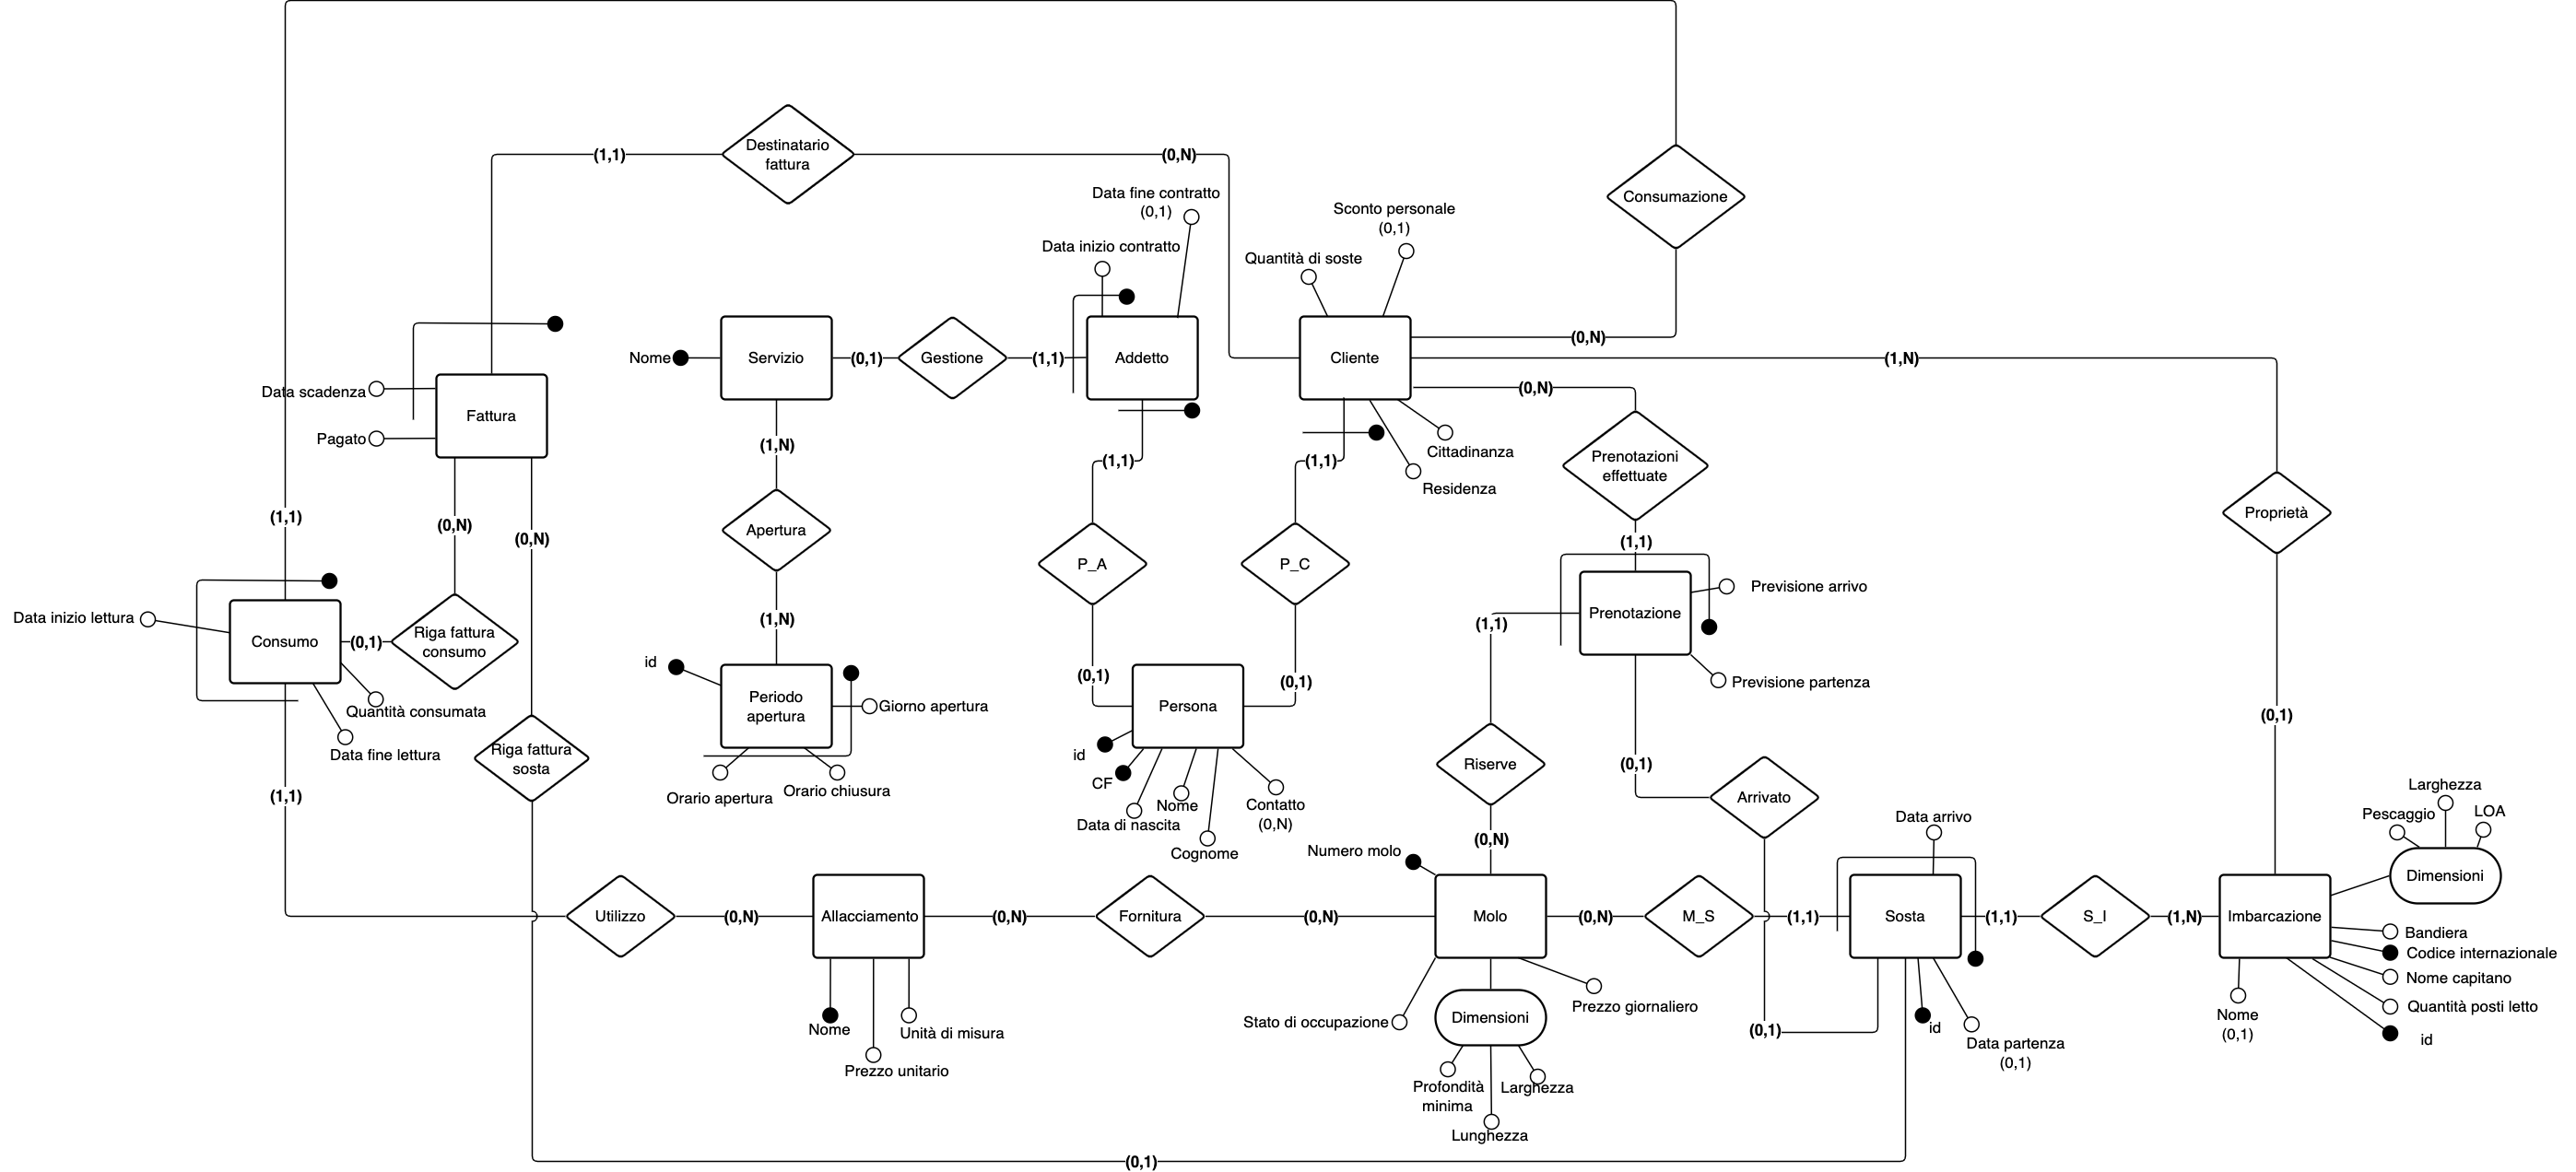 Destinatario
fattura
(1,1)
(0,N)
Data fine contratto
(0,1)
Data inizio contratto
Sconto personale
(0,1)
Quantità di soste
Consumazione
(0,N)
Nome
Servizio
(0,1)
Gestione
(1,1)
Addetto
Cliente
(1,N)
(0,N)
Data scadenza
Fattura
Pagato
(1,N)
(1,1)
(1,1)
Cittadinanza
Residenza
Prenotazioni
effettuate
Proprietà
(1,1)
(0,N)
(0,N)
Apertura
P_A
P_C
(1,1)
Previsione arrivo
Prenotazione
(1,1)
Previsione partenza
Data inizio lettura
Consumo
(0,1)
Riga fattura
consumo
Quantità consumata
Data fine lettura
(1,N)
id
Periodo
apertura
Giorno apertura
Orario apertura
Orario chiusura
(0,1)
(0,1)
Persona
id
CF
Data di nascita
Nome
Cognome
Contatto
(0,N)
(0,1)
Riga fattura
sosta
(1,1)
Riserve
(0,1)
Arrivato
(0,N)
Numero molo
Data arrivo
Larghezza
Pescaggio
LOA
Dimensioni
Utilizzo
(0,N)
Allacciamento
(0,N)
Fornitura
(0,N)
Molo
(0,N)
M_S
(1,1)
Sosta
(1,1)
S_I
(1,N)
Imbarcazione
Bandiera
Codice internazionale
Nome capitano
Quantità posti letto
id
Nome
(0,1)
Nome
Unità di misura
Prezzo unitario
Stato di occupazione
Dimensioni
Prezzo giornaliero
Profondità
minima
Larghezza
Lunghezza
(0,1)
id
Data partenza
(0,1)
(0,1)